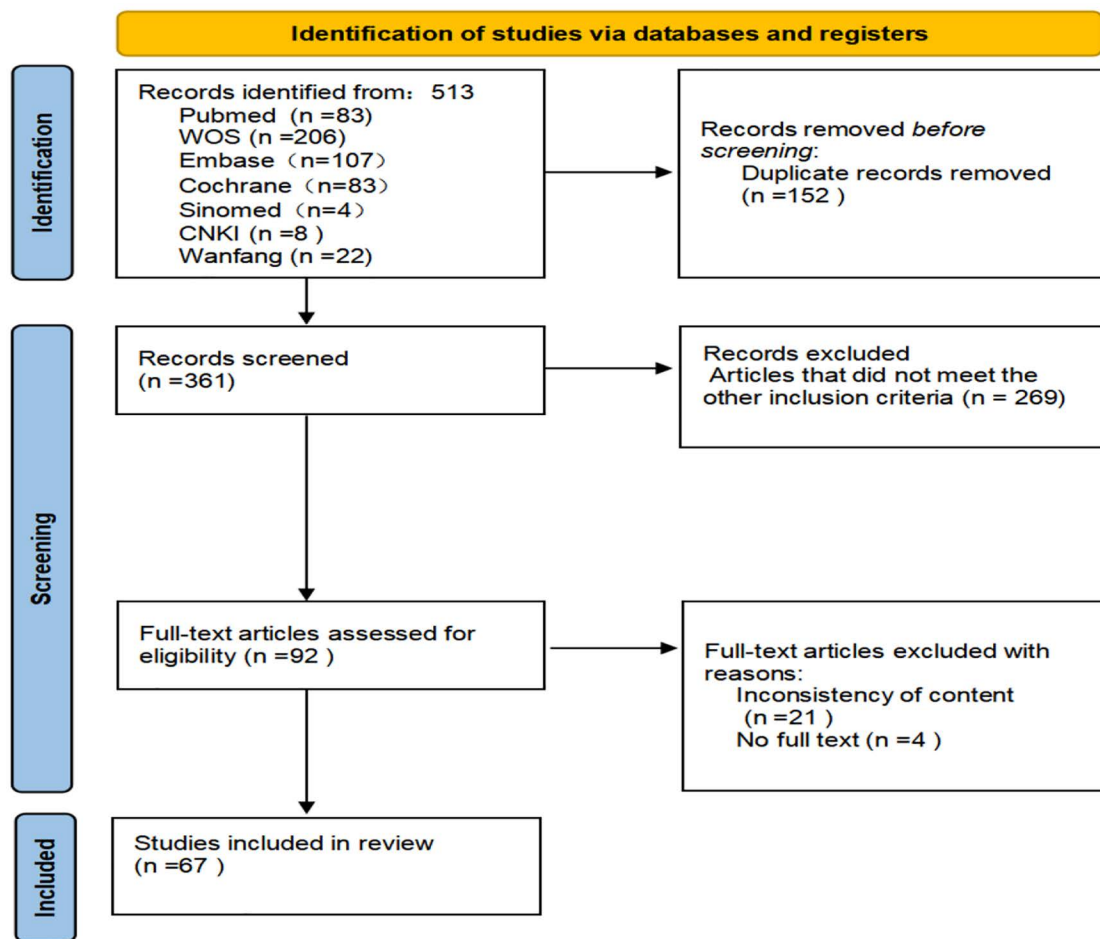 Identification of studies via databases and registers
Identification
Records identified from：513
Pubmed (n =83)
WOS (n =206)
Embase（n=107）
Cochrane（n=83）
Sinomed（n=4）
CNKI (n =8 )
Wanfang (n =22)
Records removed before
screening:
Duplicate records removed
(n =152 )
Screening
Records screened
(n =361)
Records excluded
Articles that did not meet the
other inclusion criteria (n = 269)
Full-text articles assessed for
eligibility (n =92 )
Full-text articles excluded with
reasons:
Inconsistency of content
(n =21 )
No full text (n =4 )
Included
Studies included in review
(n =67 )